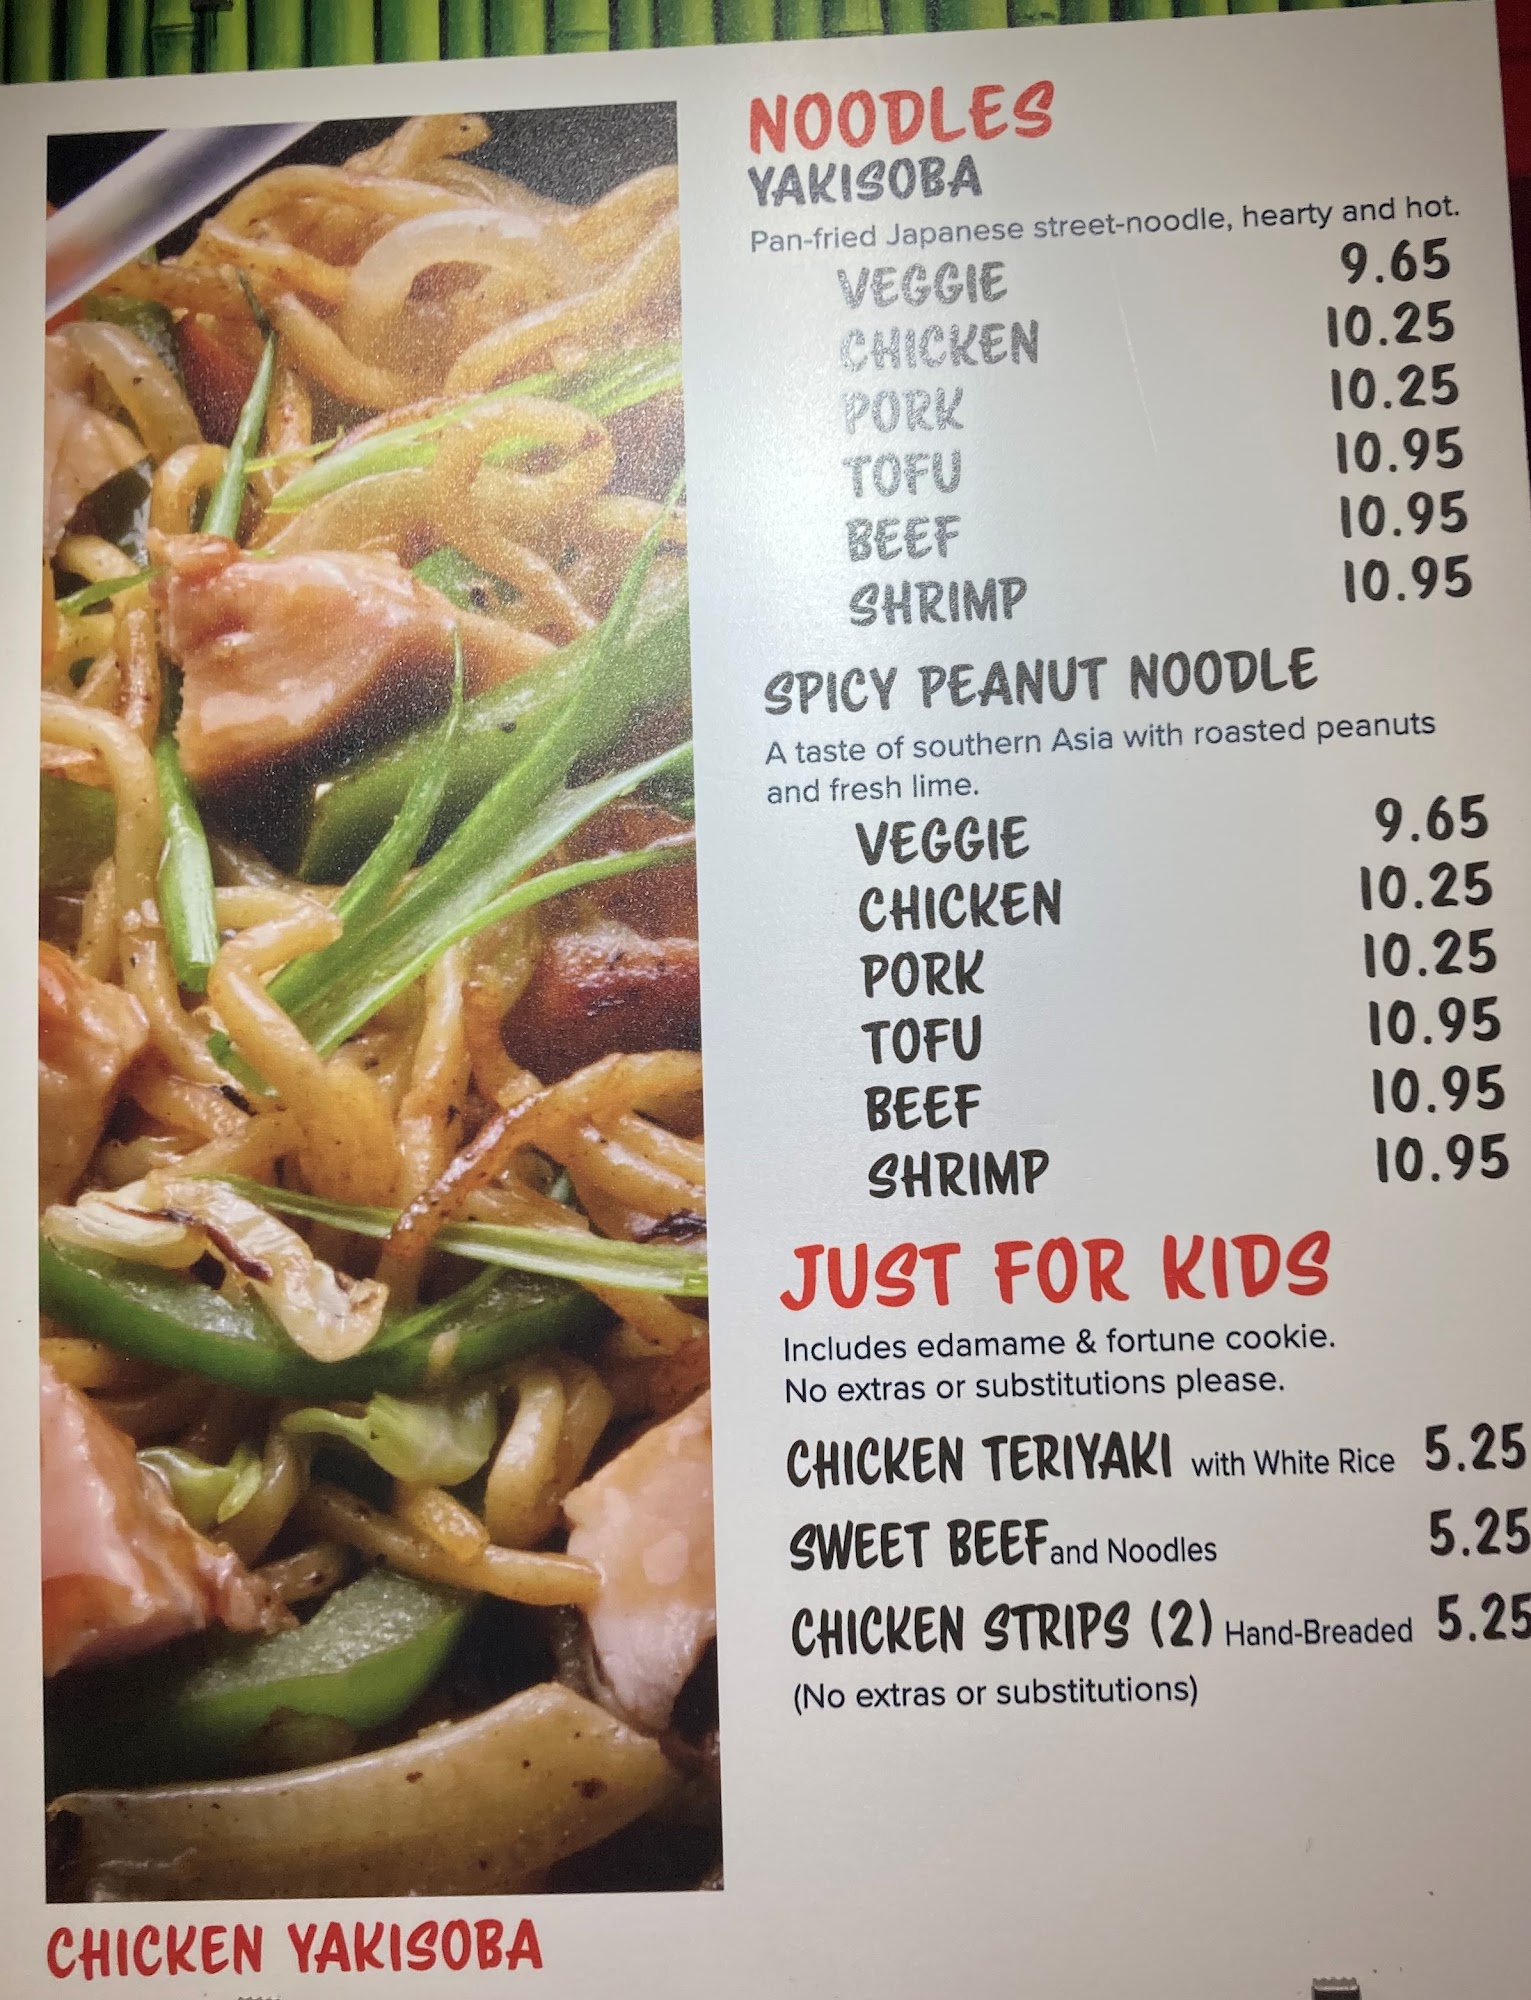 NOODLES
YAKISOBA
Pan-fried Japanese street-noodle, hearty and hot.
VEGGIE 9.65
CHICKEN 10.25
PORK 10.25
TOFU 10.95
BEEF 10.95
SHRIMP 10.95
SPICY PEANUT NOODLE
A taste of southern Asia with roasted peanuts
and fresh lime.
VEGGIE 9.65
CHICKEN 10.25
PORK 10.25
TOFU 10.95
BEEF 10.95
SHRIMP 10.95
JUST FOR KIDS
Includes edamame & fortune cookie.
No extras or substitutions please.
CHICKEN TERIYAKI with White Rice 5.25
SWEET BEEF and Noodles 5.25
CHICKEN STRIPS (2) Hand-Breaded 5.25
(No extras or substitutions)
CHICKEN YAKISOBA